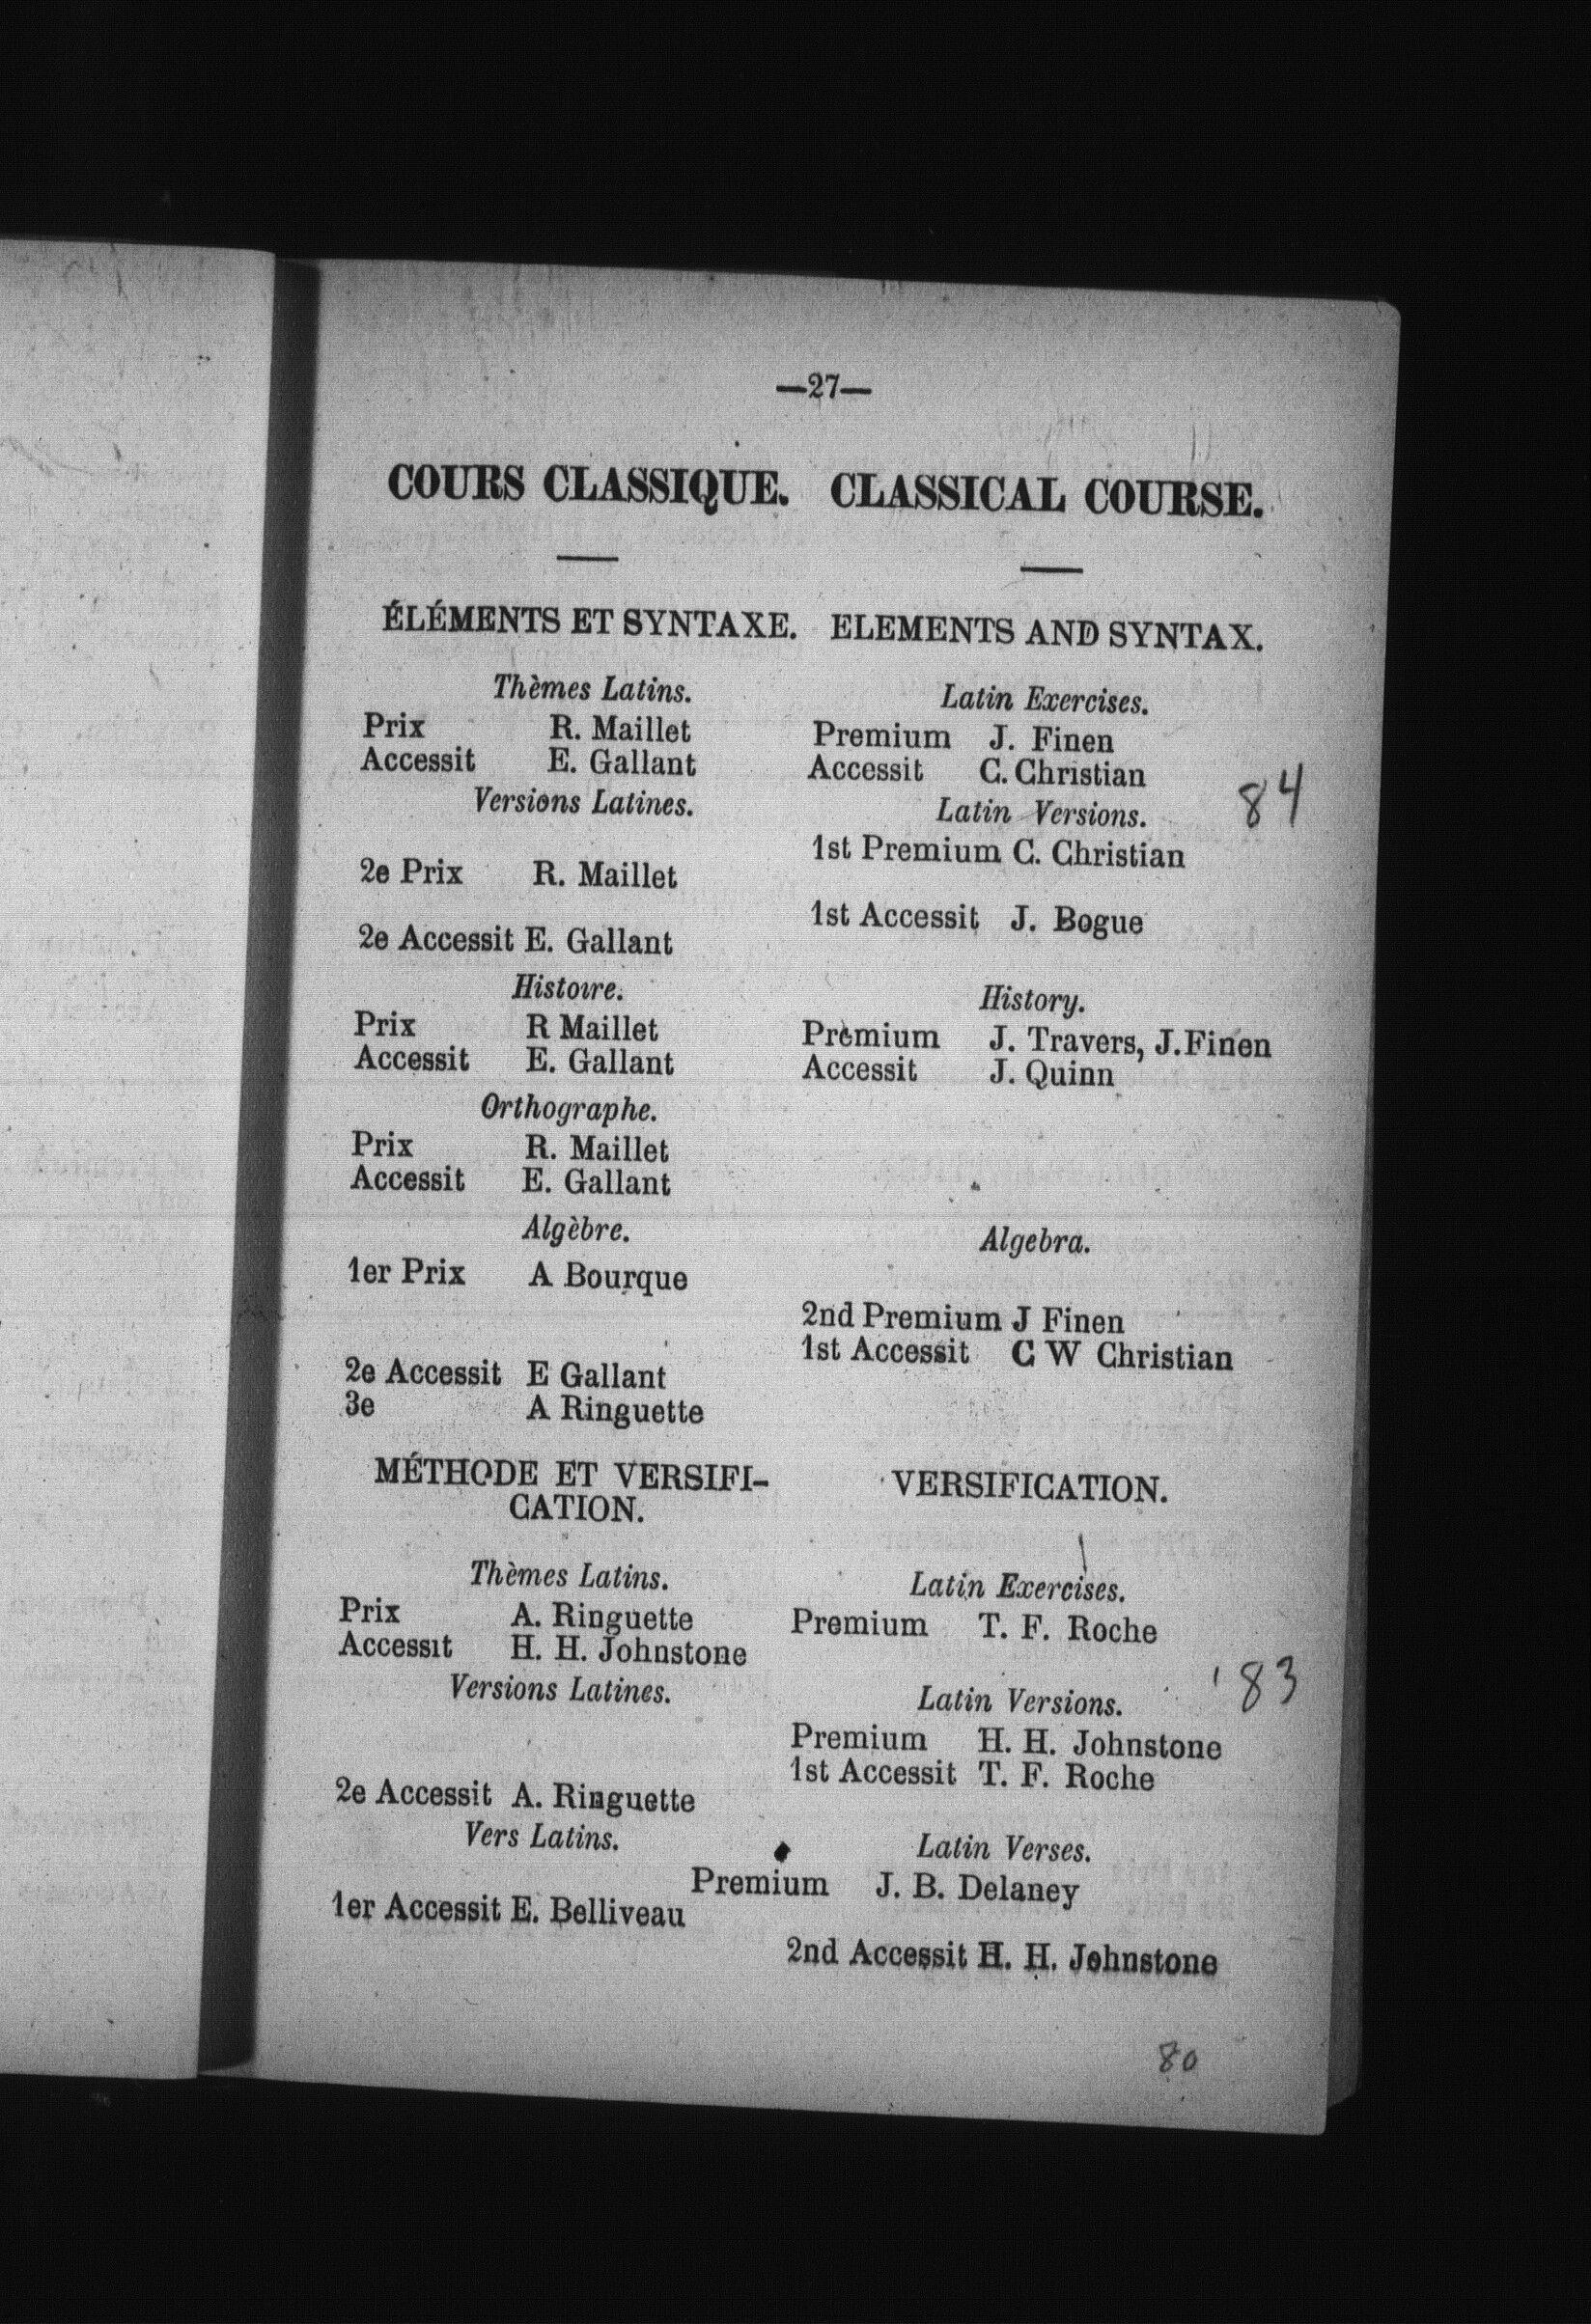 —27—
COURS CLASSIQUE.
ÉLÉMENTS ET SYNTAXE.
Thèmes Latins.
Prix R. Maillet
Accessit E. Gallant
Versions Latines.
2e Prix R. Maillet
2e Accessit E. Gallant
Histoire.
Prix R Maillet
Accessit E. Gallant
Orthographe.
Prix R. Maillet
Accessit E. Gallant
Algèbre.
1er Prix A Bourque
2e Accessit E Gallant
3e A Ringuette
MÉTHODE ET VERSIFI-
CATION.
Thèmes Latins.
Prix A. Ringuette
Accessit H. H. Johnstone
Versions Latines.
2e Accessit A. Ringuette
Vers Latins.
1er Accessit E. Belliveau
CLASSICAL COURSE.
ELEMENTS AND SYNTAX.
Latin Exercises.
Premium J. Finen
Accessit C. Christian
84
Latin Versions.
1st Premium C. Christian
1st Accessit J. Bogue
History.
Premium J. Travers, J. Finen
Accessit J. Quinn
Algebra.
2nd Premium J Finen
1st Accessit C W Christian
VERSIFICATION.
Latin Exercises.
Premium T. F. Roche
'83
Latin Versions.
Premium H. H. Johnstone
1st Accessit T. F. Roche
Latin Verses.
Premium J. B. Delaney
2nd Accessit H. H. Johnstone
80